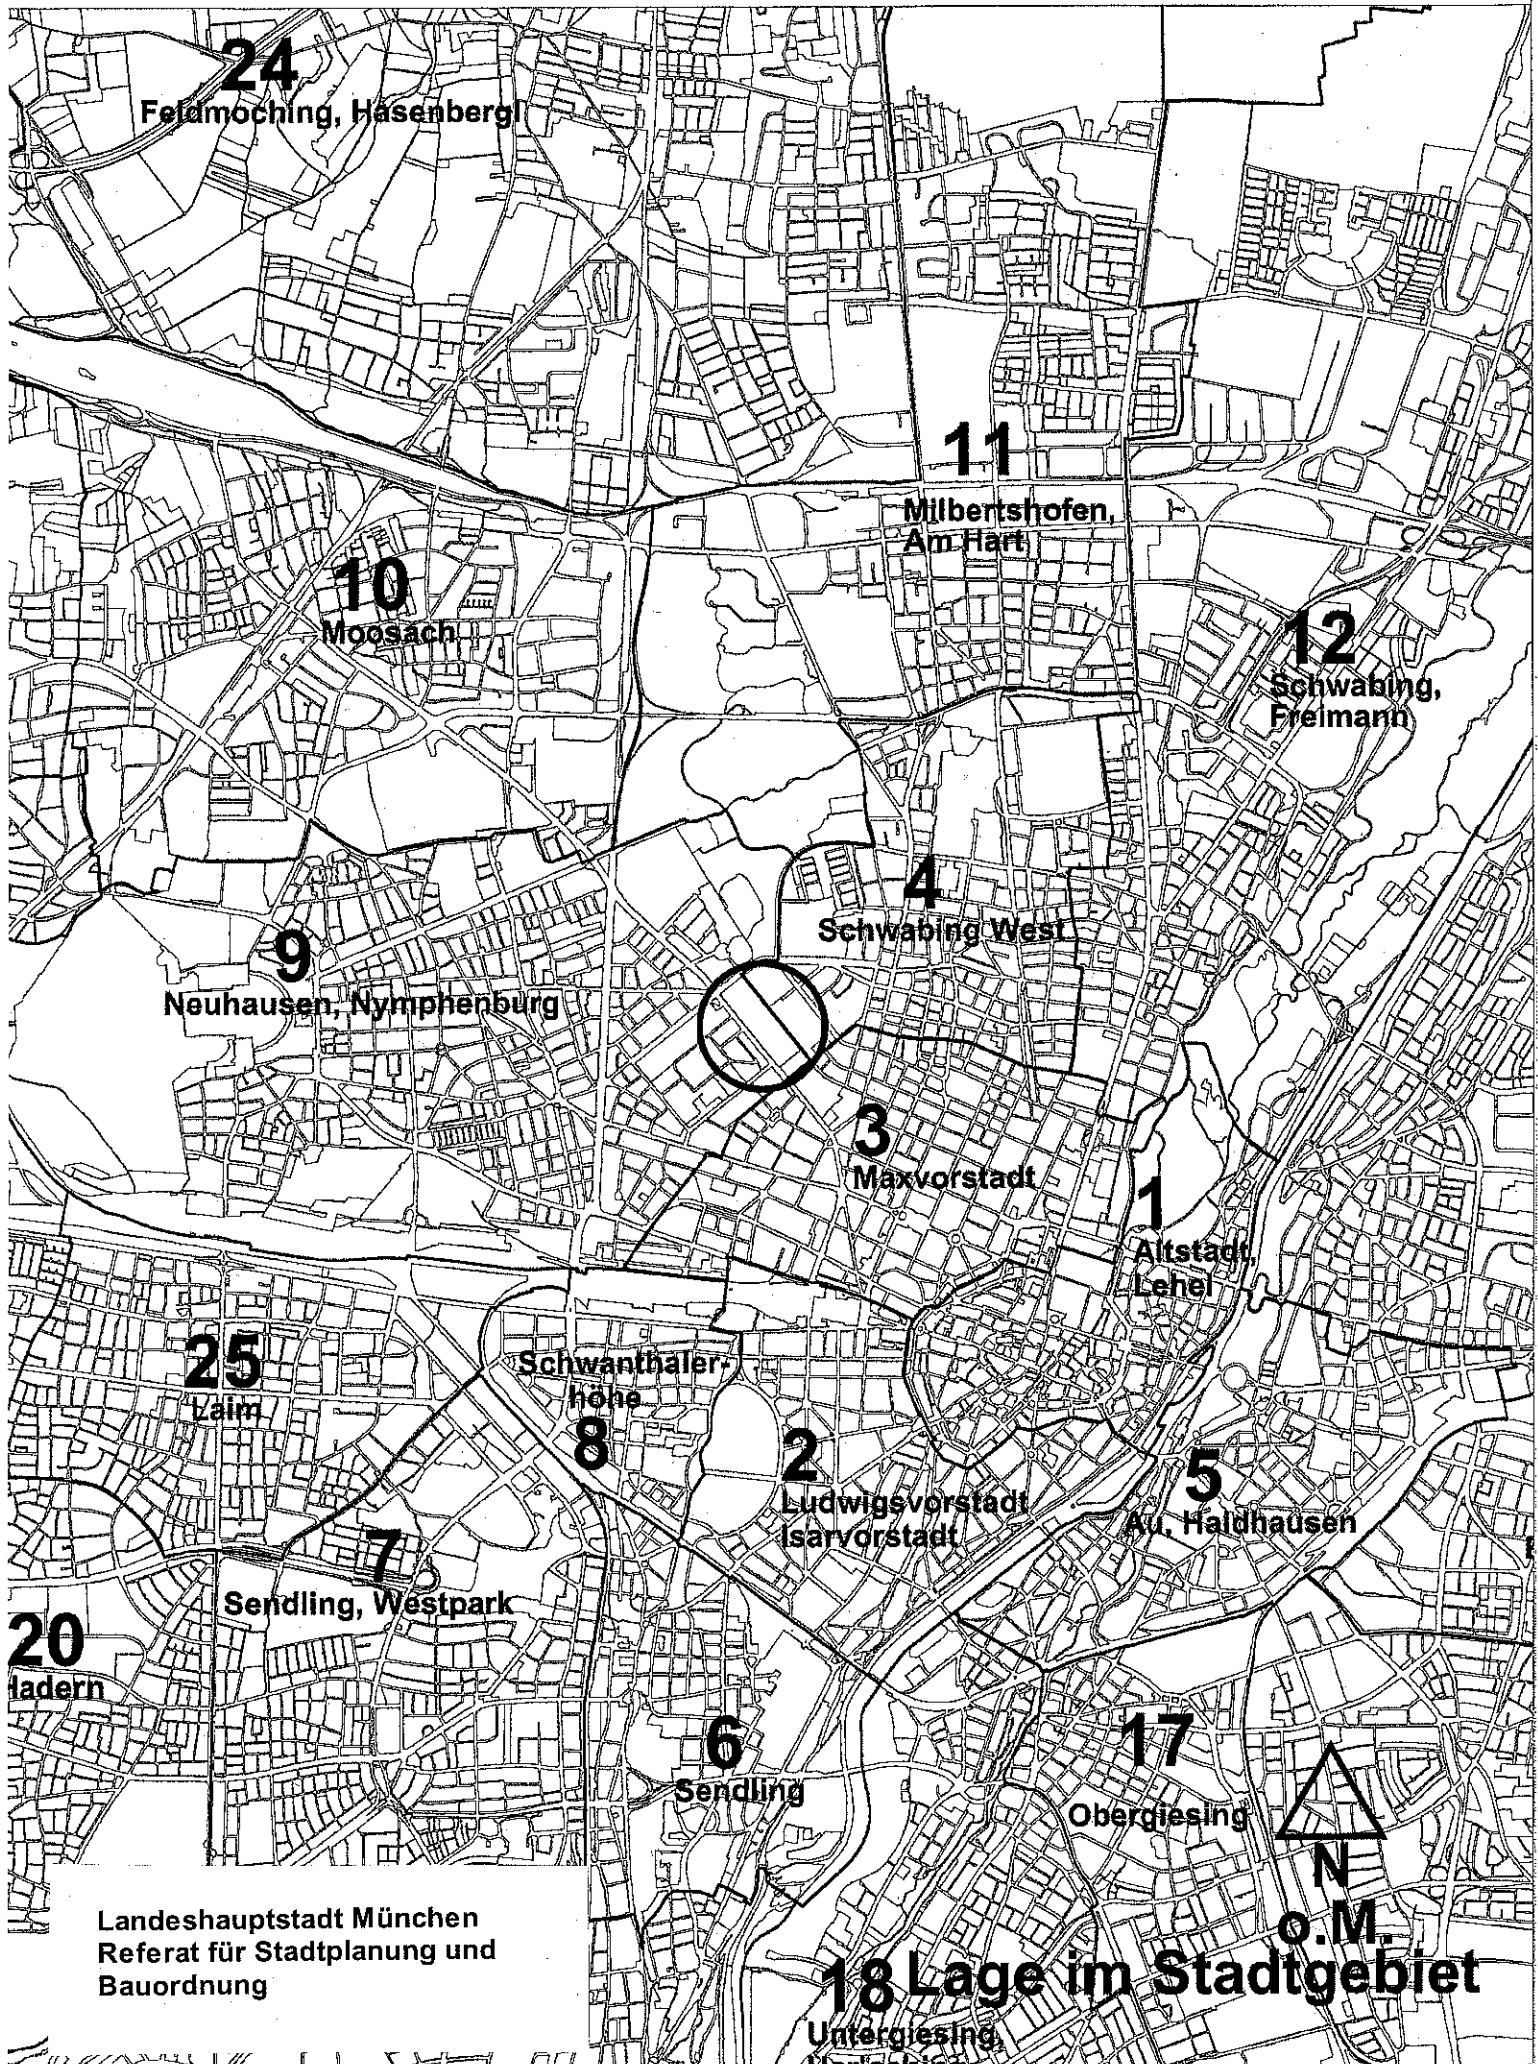 24
Feldmoching, Hasenbergl
11
Milbertshofen,
Am Hart
10
Moosach
12
Schwabing,
Freimann
4
Schwabing West
9
Neuhausen, Nymphenburg
3
Maxvorstadt
1
Altstadt,
Lehel
25
Laim
Schwanthaler-
höhe
8
2
Ludwigsvorstadt
Isarvorstadt
5
Au, Haidhausen
7
Sendling, Westpark
20
Hadern
6
Sendling
17
Obergiesing
N
o.M.
Landeshauptstadt München
Referat für Stadtplanung und
Bauordnung
18 Lage im Stadtgebiet
Untergiesing,